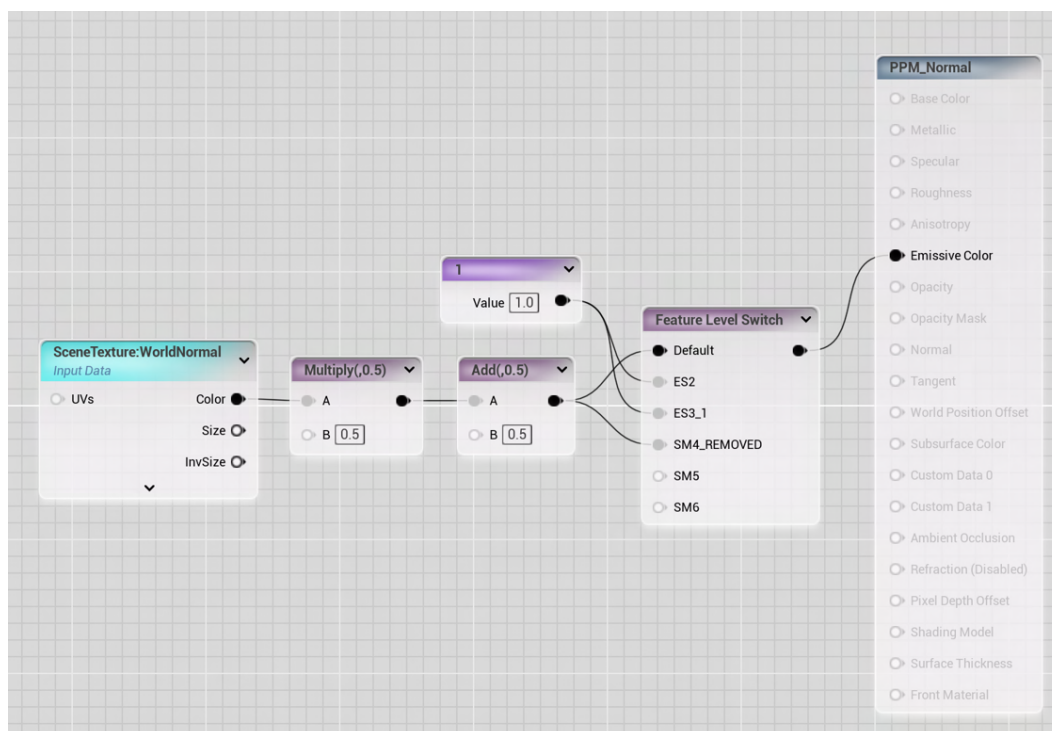 PPM_Normal
Base Color
Metallic
Specular
Roughness
Anisotropy
Emissive Color
Opacity
Opacity Mask
Normal
Tangent
World Position Offset
Subsurface Color
Custom Data 0
Custom Data 1
Ambient Occlusion
Refraction (Disabled)
Pixel Depth Offset
Shading Model
Surface Thickness
Front Material
1
Value 1.0
Feature Level Switch
Default
ES2
ES3_1
SM4_REMOVED
SM5
SM6
SceneTexture:WorldNormal
Input Data
UVs Color
Size
InvSize
Multiply(,0.5)
A
B 0.5
Add(,0.5)
A
B 0.5